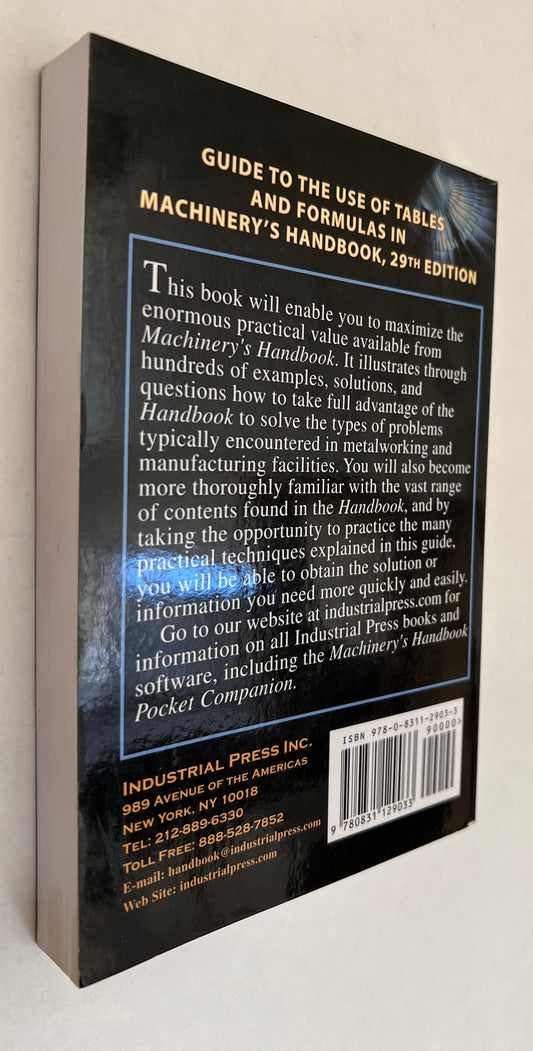 GUIDE TO THE USE OF TABLES
AND FORMULAS IN
MACHINERY'S HANDBOOK, 29TH EDITION
This book will enable you to maximize the
enormous practical value available from
Machinery's Handbook. It illustrates through
hundreds of examples, solutions, and
questions how to take full advantage of the
Handbook to solve the types of problems
typically encountered in metalworking and
manufacturing facilities. You will also become
more thoroughly familiar with the vast range
of contents found in the Handbook, and by
taking the opportunity to practice the many
practical techniques explained in this guide,
you will be able to obtain the solution or
information you need more quickly and easily.
Go to our website at industrialpress.com for
information on all Industrial Press books and
software, including the Machinery's Handbook
Pocket Companion.
INDUSTRIAL PRESS INC.
989 AVENUE OF THE AMERICAS
NEW YORK, NY 10018
TEL: 212-889-6330
TOLL FREE: 888-528-7852
E-mail: handbook@industrialpress.com
Web Site: industrialpress.com
ISBN 978-0-8311-2903-3
90000>
9 780831 129033